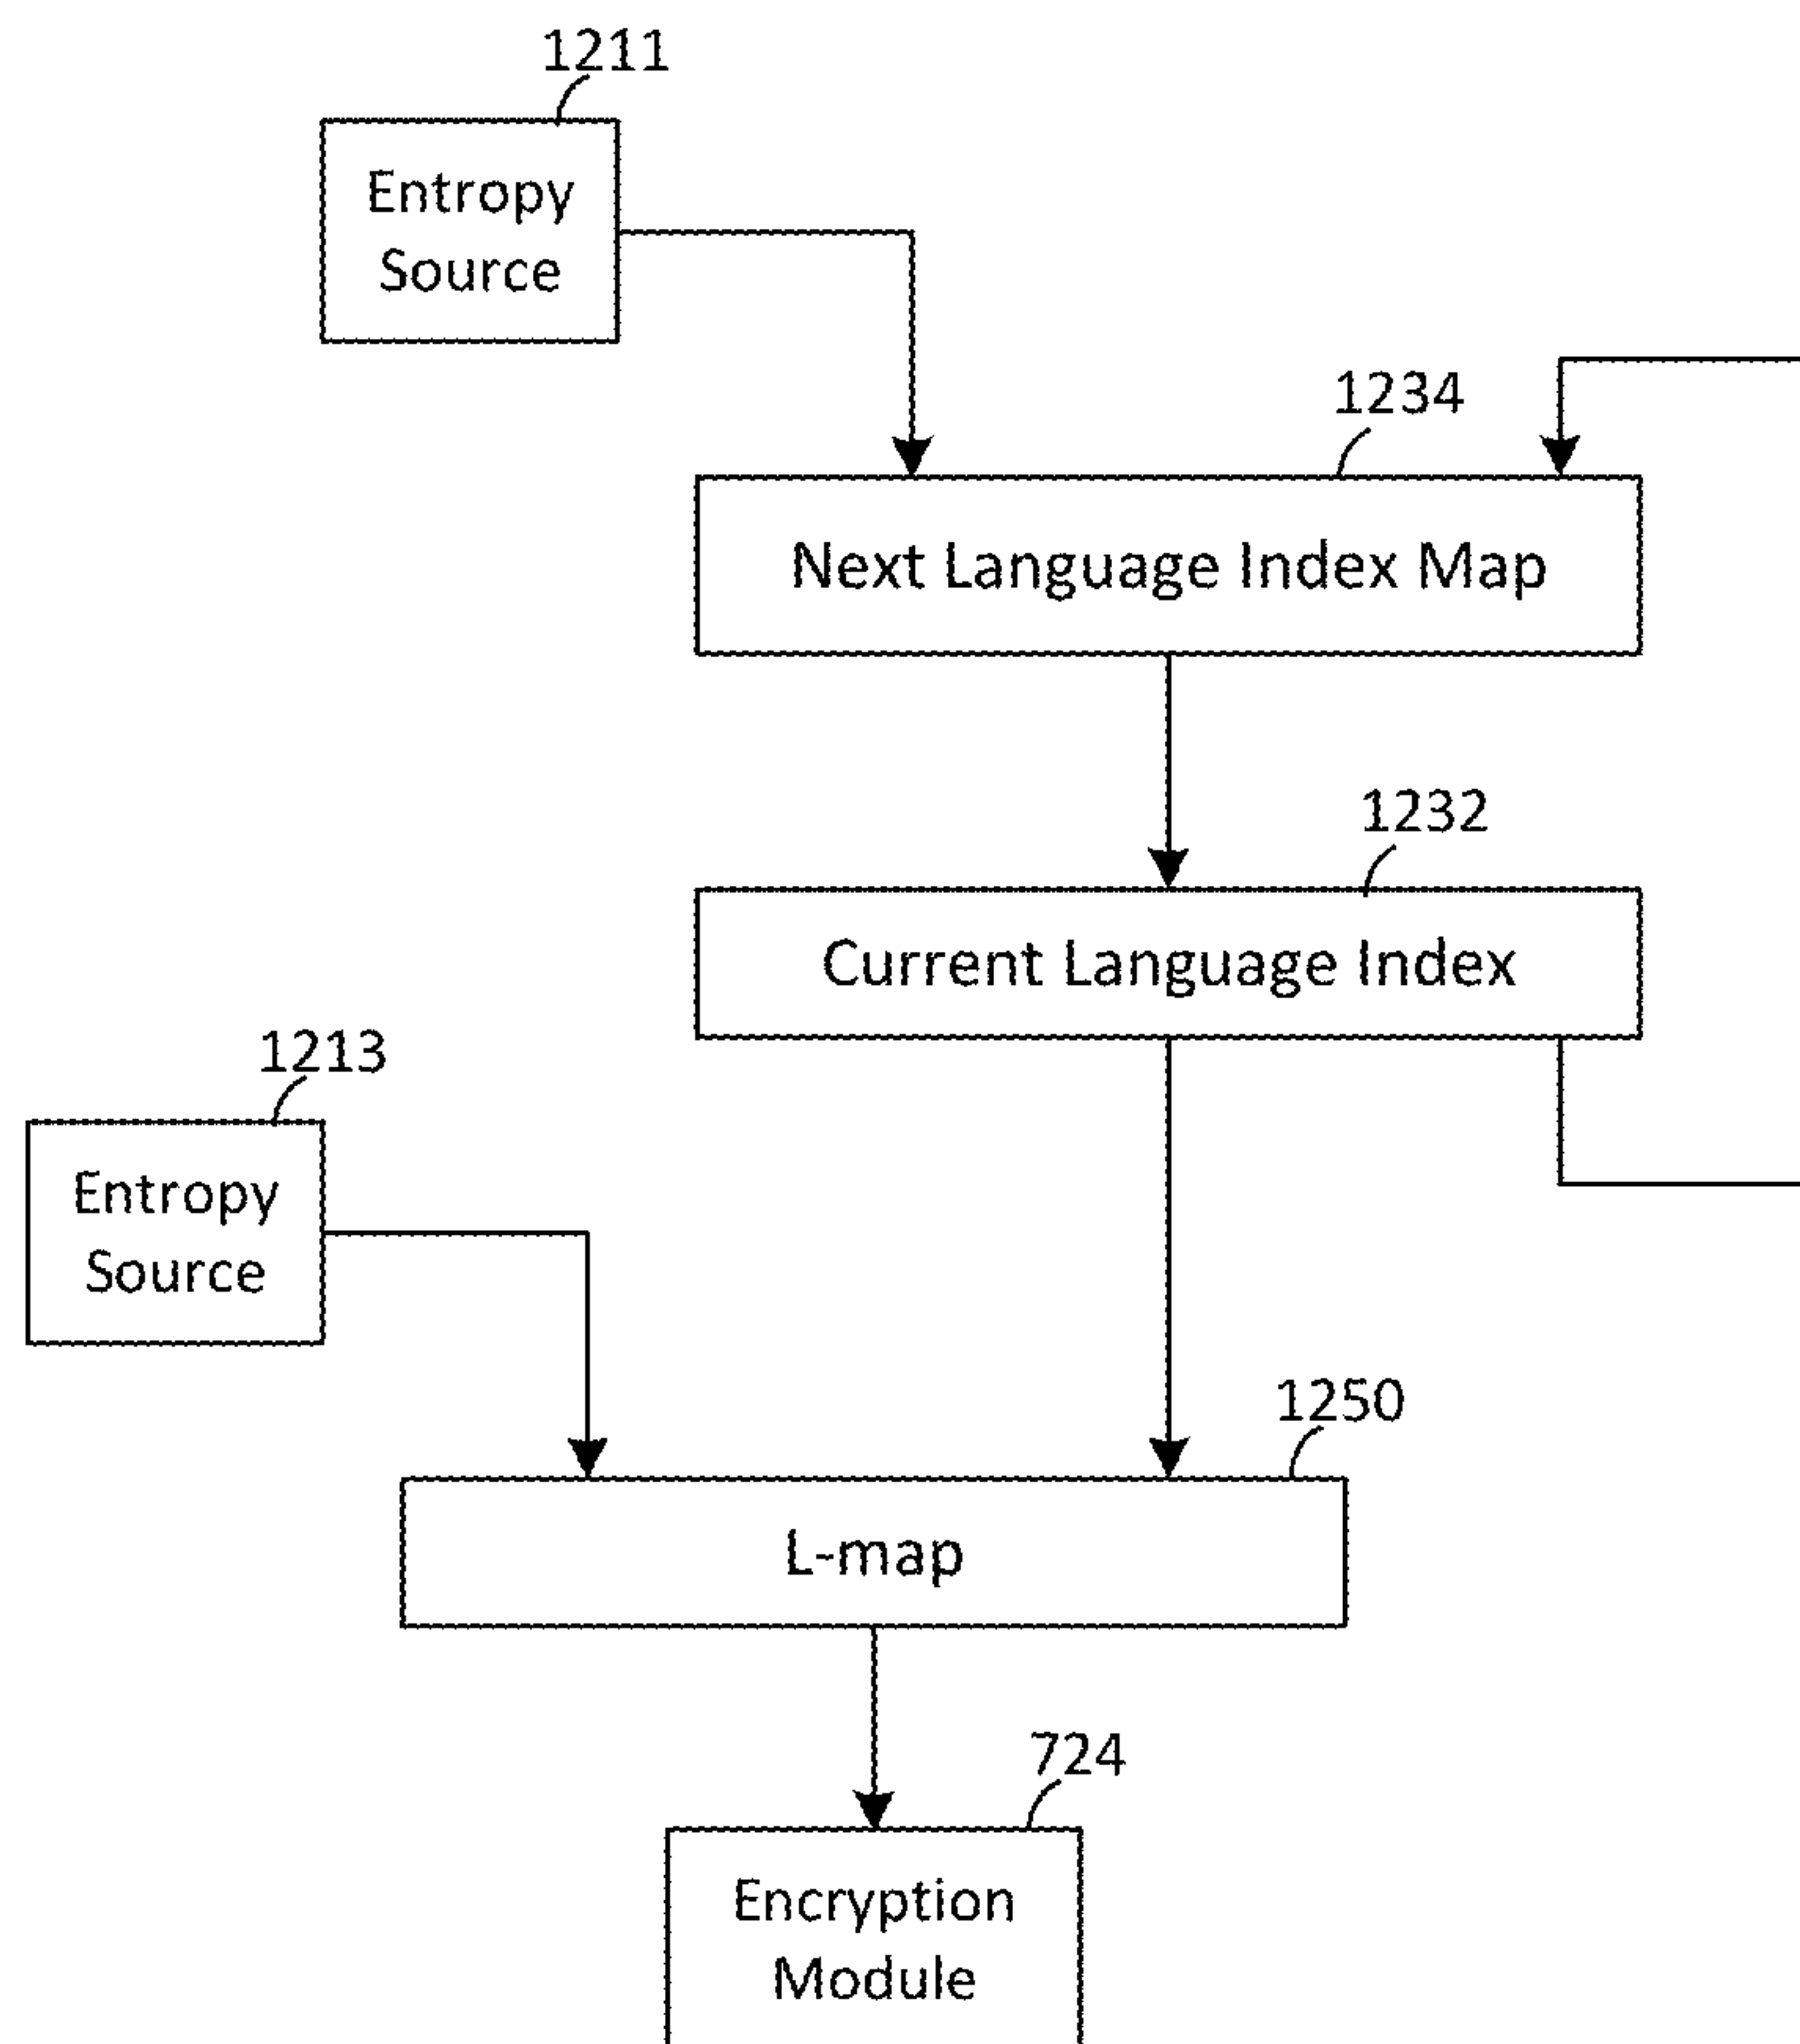 1211
Entropy
Source
1234
Next Language Index Map
1232
Current Language Index
1213
Entropy
Source
1250
L-map
724
Encryption
Module